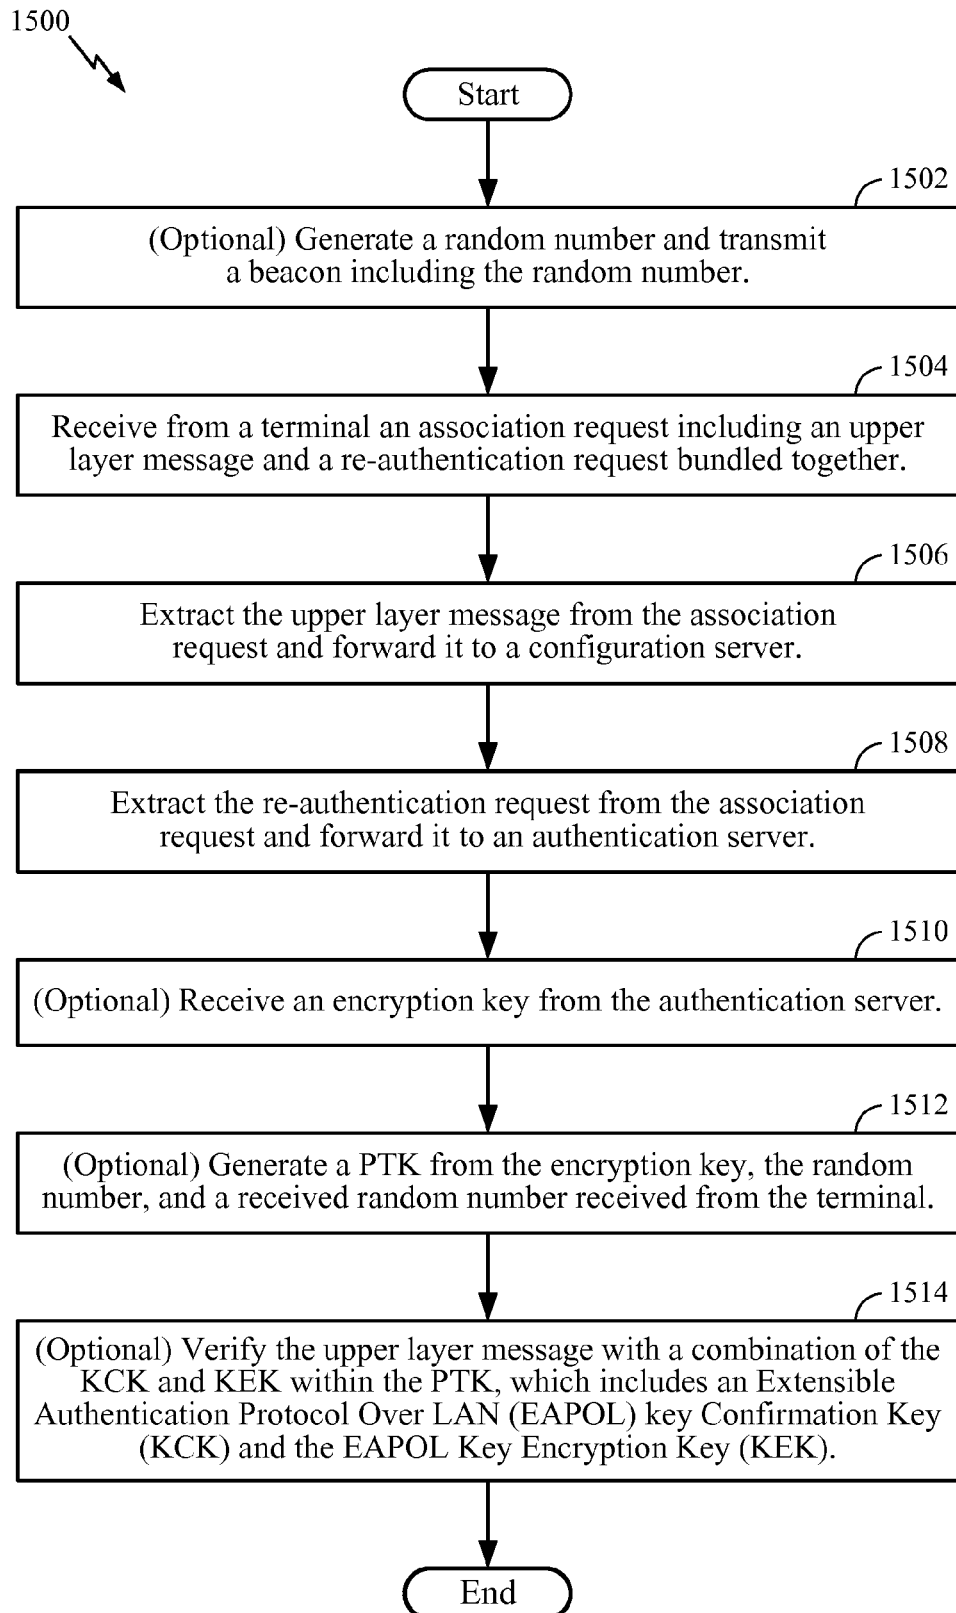 1500
Start
1502
(Optional) Generate a random number and transmit
a beacon including the random number.
1504
Receive from a terminal an association request including an upper
layer message and a re-authentication request bundled together.
1506
Extract the upper layer message from the association
request and forward it to a configuration server.
1508
Extract the re-authentication request from the association
request and forward it to an authentication server.
1510
(Optional) Receive an encryption key from the authentication server.
1512
(Optional) Generate a PTK from the encryption key, the random
number, and a received random number received from the terminal.
1514
(Optional) Verify the upper layer message with a combination of the
KCK and KEK within the PTK, which includes an Extensible
Authentication Protocol Over LAN (EAPOL) key Confirmation Key
(KCK) and the EAPOL Key Encryption Key (KEK).
End